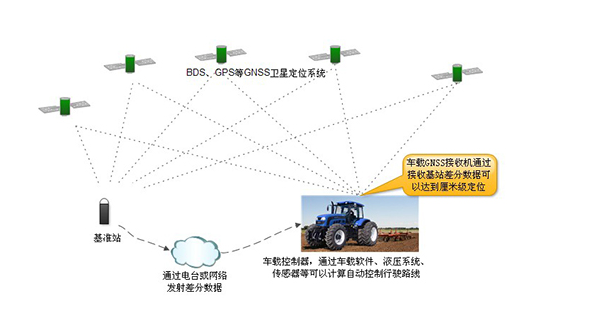 BDS、GPS等GNSS卫星定位系统
车载GNSS接收机通过
接收基站差分数据可
以达到厘米级定位
基准站
通过电台或网络
发射差分数据
车载控制器，通过车载软件、液压系统、
传感器等可以计算自动控制行驶路线